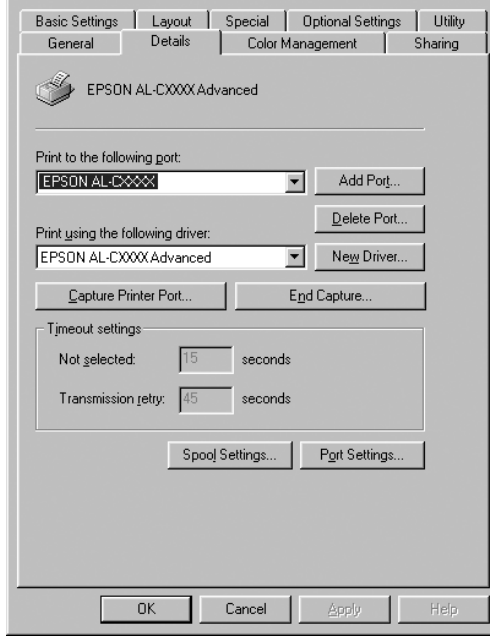 Basic Settings Layout Special Optional Settings Utility
General Details Color Management Sharing
EPSON AL-CXXXX Advanced
Print to the following port:
EPSON AL-CXXXX Add Port...
Delete Port...
Print using the following driver:
EPSON AL-CXXXX Advanced New Driver...
Capture Printer Port... End Capture...
Timeout settings
Not selected: 15 seconds
Transmission retry: 45 seconds
Spool Settings... Port Settings...
OK Cancel Apply Help